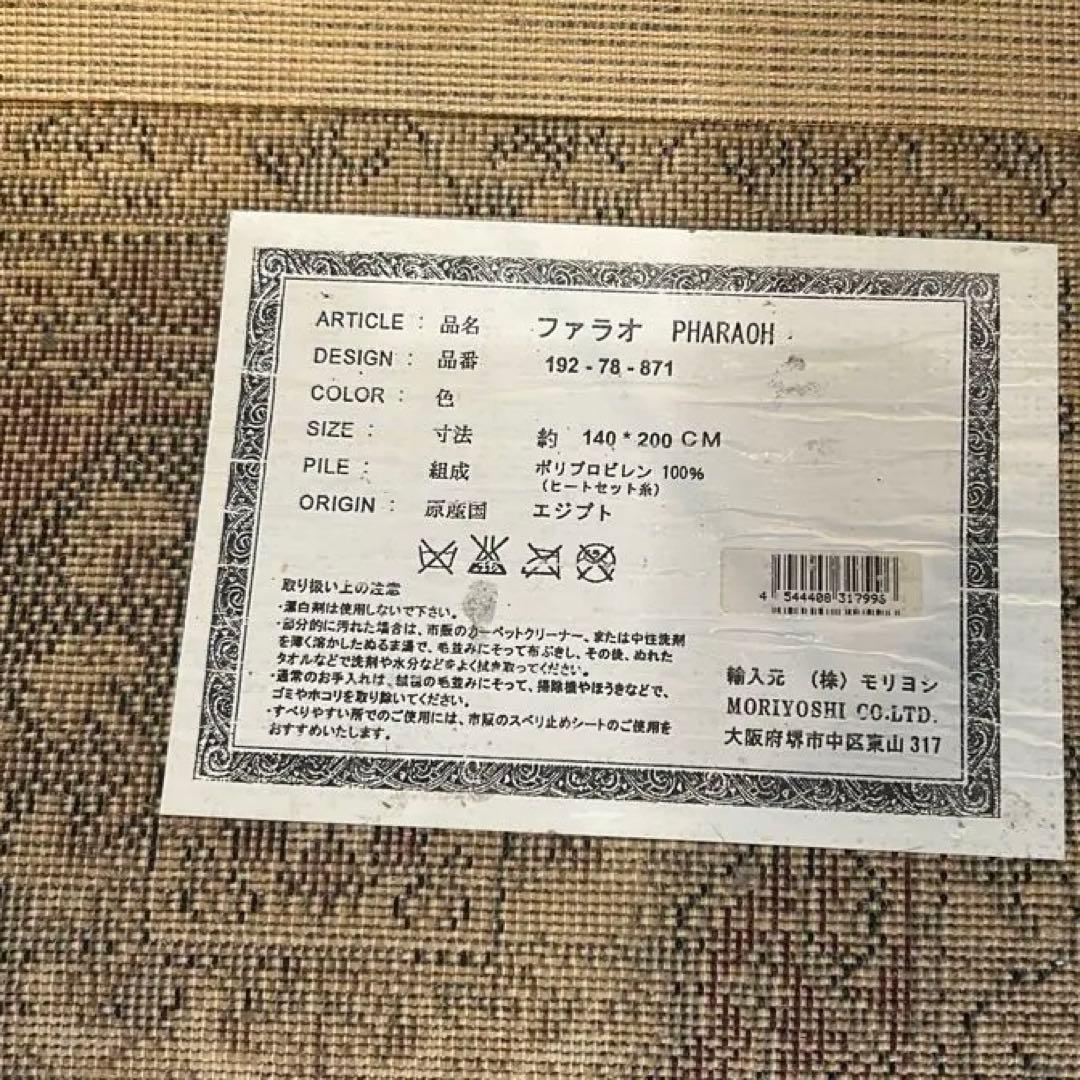 ARTICLE : 品名 ファラオ PHARAOH
DESIGN : 品番 192 - 78 - 871
COLOR : 色
SIZE : 寸法 約 140 * 200 CM
PILE : 組成 ポリプロピレン 100%
(ヒートセット糸)
ORIGIN : 原産国 エジプト
取り扱い上の注意
・漂白剤は使用しないで下さい。
・部分的に汚れた場合は、市販のカーペットクリーナー、または中性洗剤
を薄く溶かしたぬるま湯で、毛並みにそって布ぶきし、その後、ぬれた
タオルなどで洗剤や水分などをよく拭き取ってください。
・通常のお手入れは、絨毯の毛並みにそって、掃除機やほうきなどで、
ゴミやホコリを取り除いてください。
・すべりやすい所でのご使用には、市販のスベリ止めシートのご使用を
おすすめいたします。
4 544408 317996
輸入元 (株) モリヨシ
MORIYOSHI CO.LTD.
大阪府堺市中区東山 317